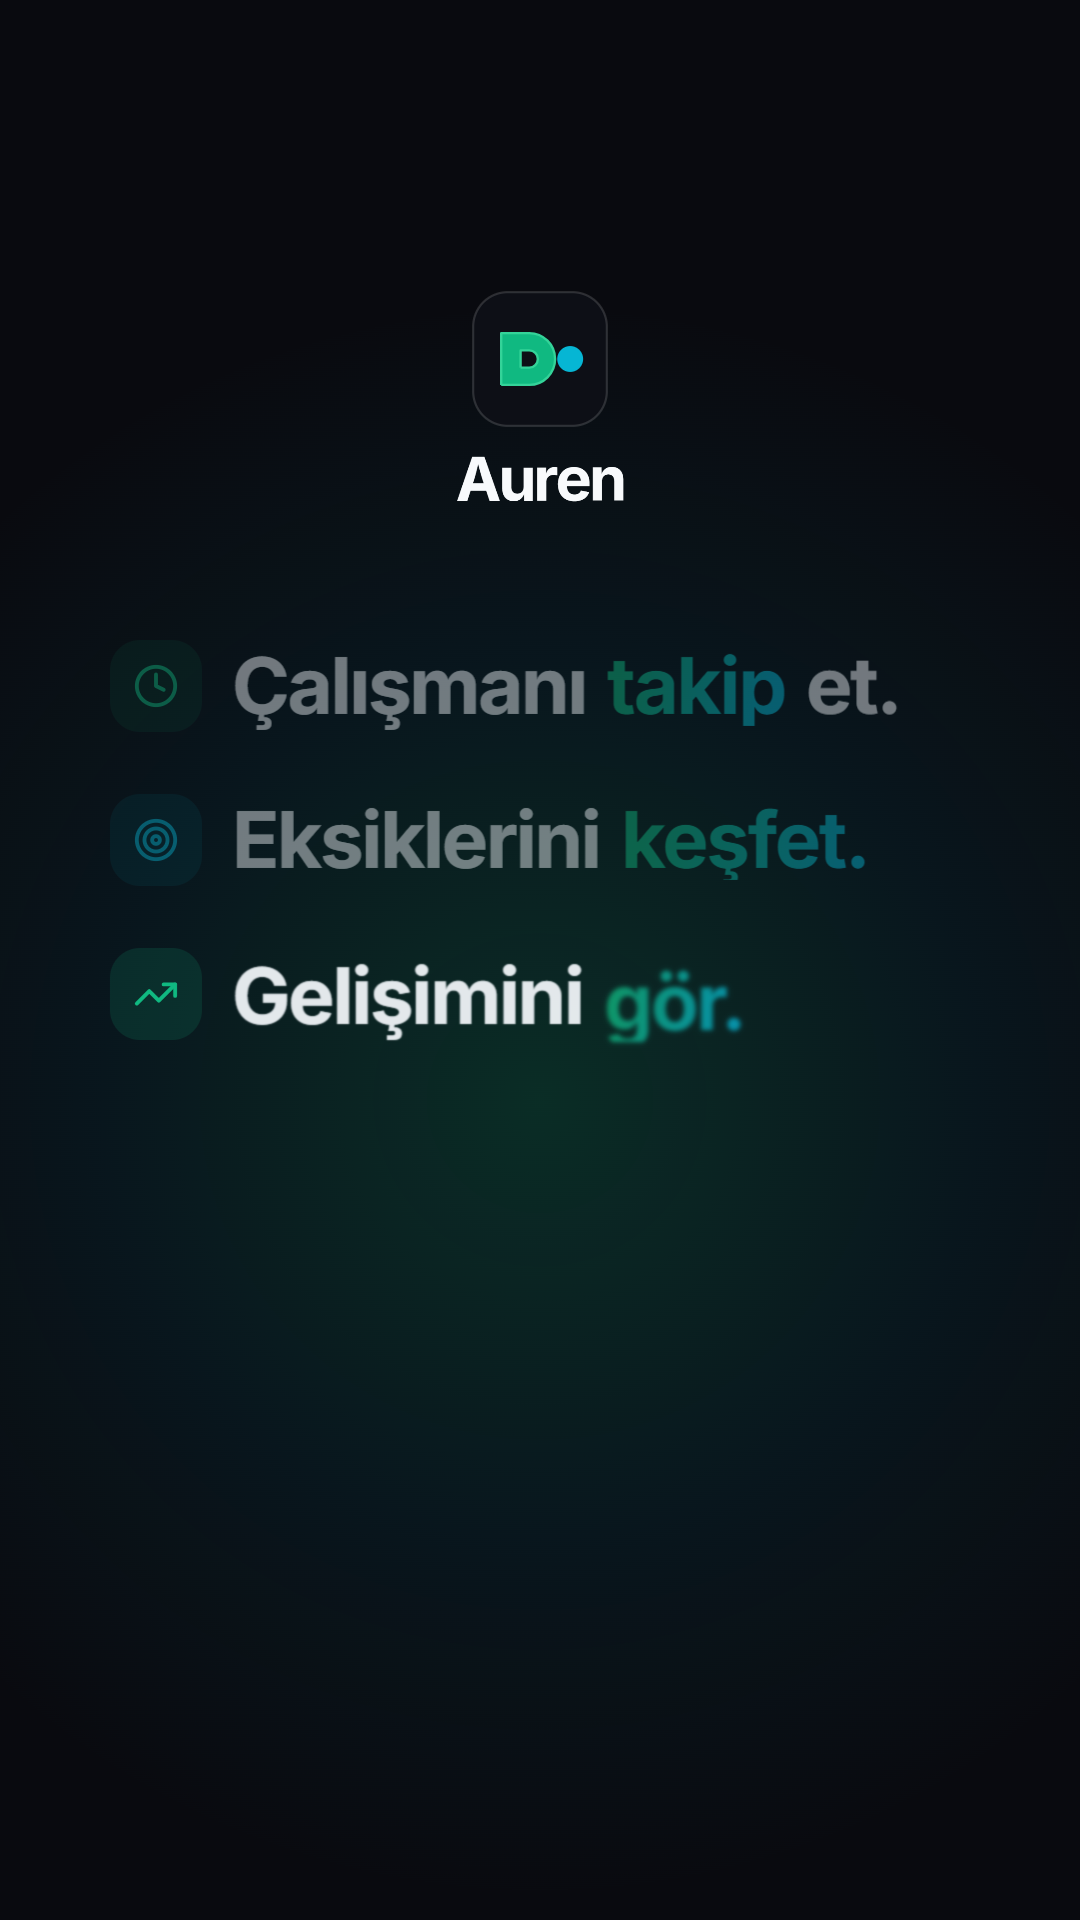 D
Auren
Çalışmanı takip et.
Eksiklerini keşfet.
Gelişimini gör.